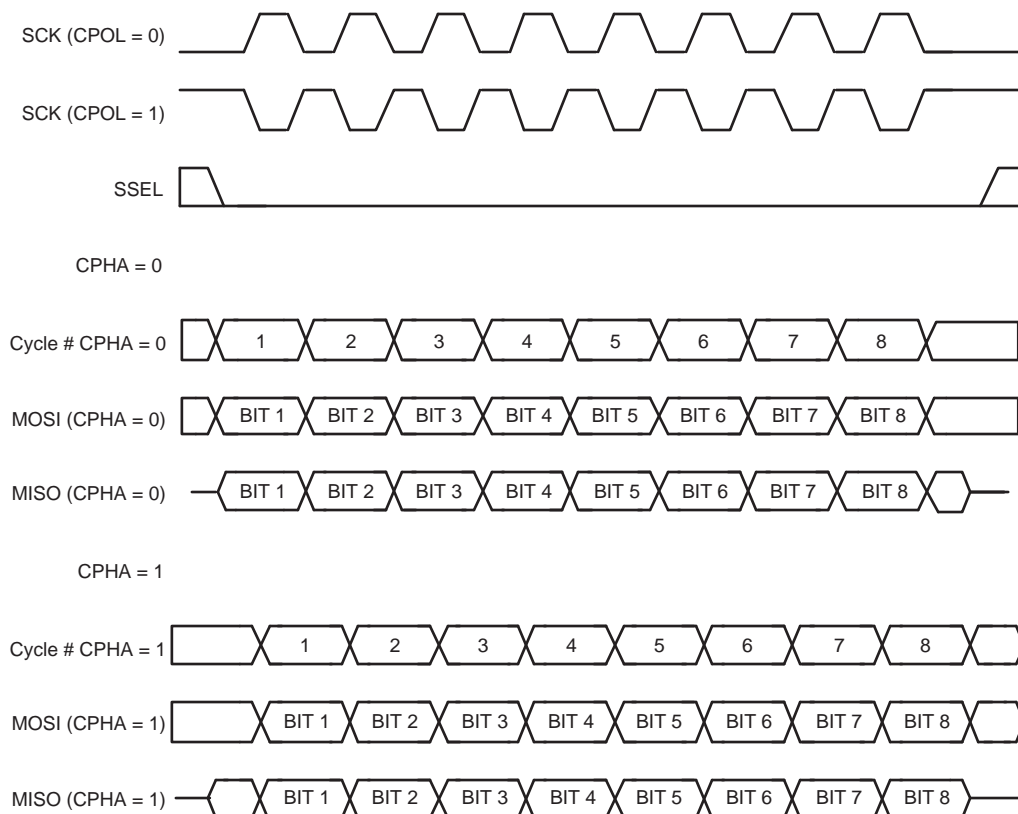 SCK (CPOL = 0)
SCK (CPOL = 1)
SSEL
CPHA = 0
Cycle # CPHA = 0 1 2 3 4 5 6 7 8
MOSI (CPHA = 0) BIT 1 BIT 2 BIT 3 BIT 4 BIT 5 BIT 6 BIT 7 BIT 8
MISO (CPHA = 0) BIT 1 BIT 2 BIT 3 BIT 4 BIT 5 BIT 6 BIT 7 BIT 8
CPHA = 1
Cycle # CPHA = 1 1 2 3 4 5 6 7 8
MOSI (CPHA = 1) BIT 1 BIT 2 BIT 3 BIT 4 BIT 5 BIT 6 BIT 7 BIT 8
MISO (CPHA = 1) BIT 1 BIT 2 BIT 3 BIT 4 BIT 5 BIT 6 BIT 7 BIT 8